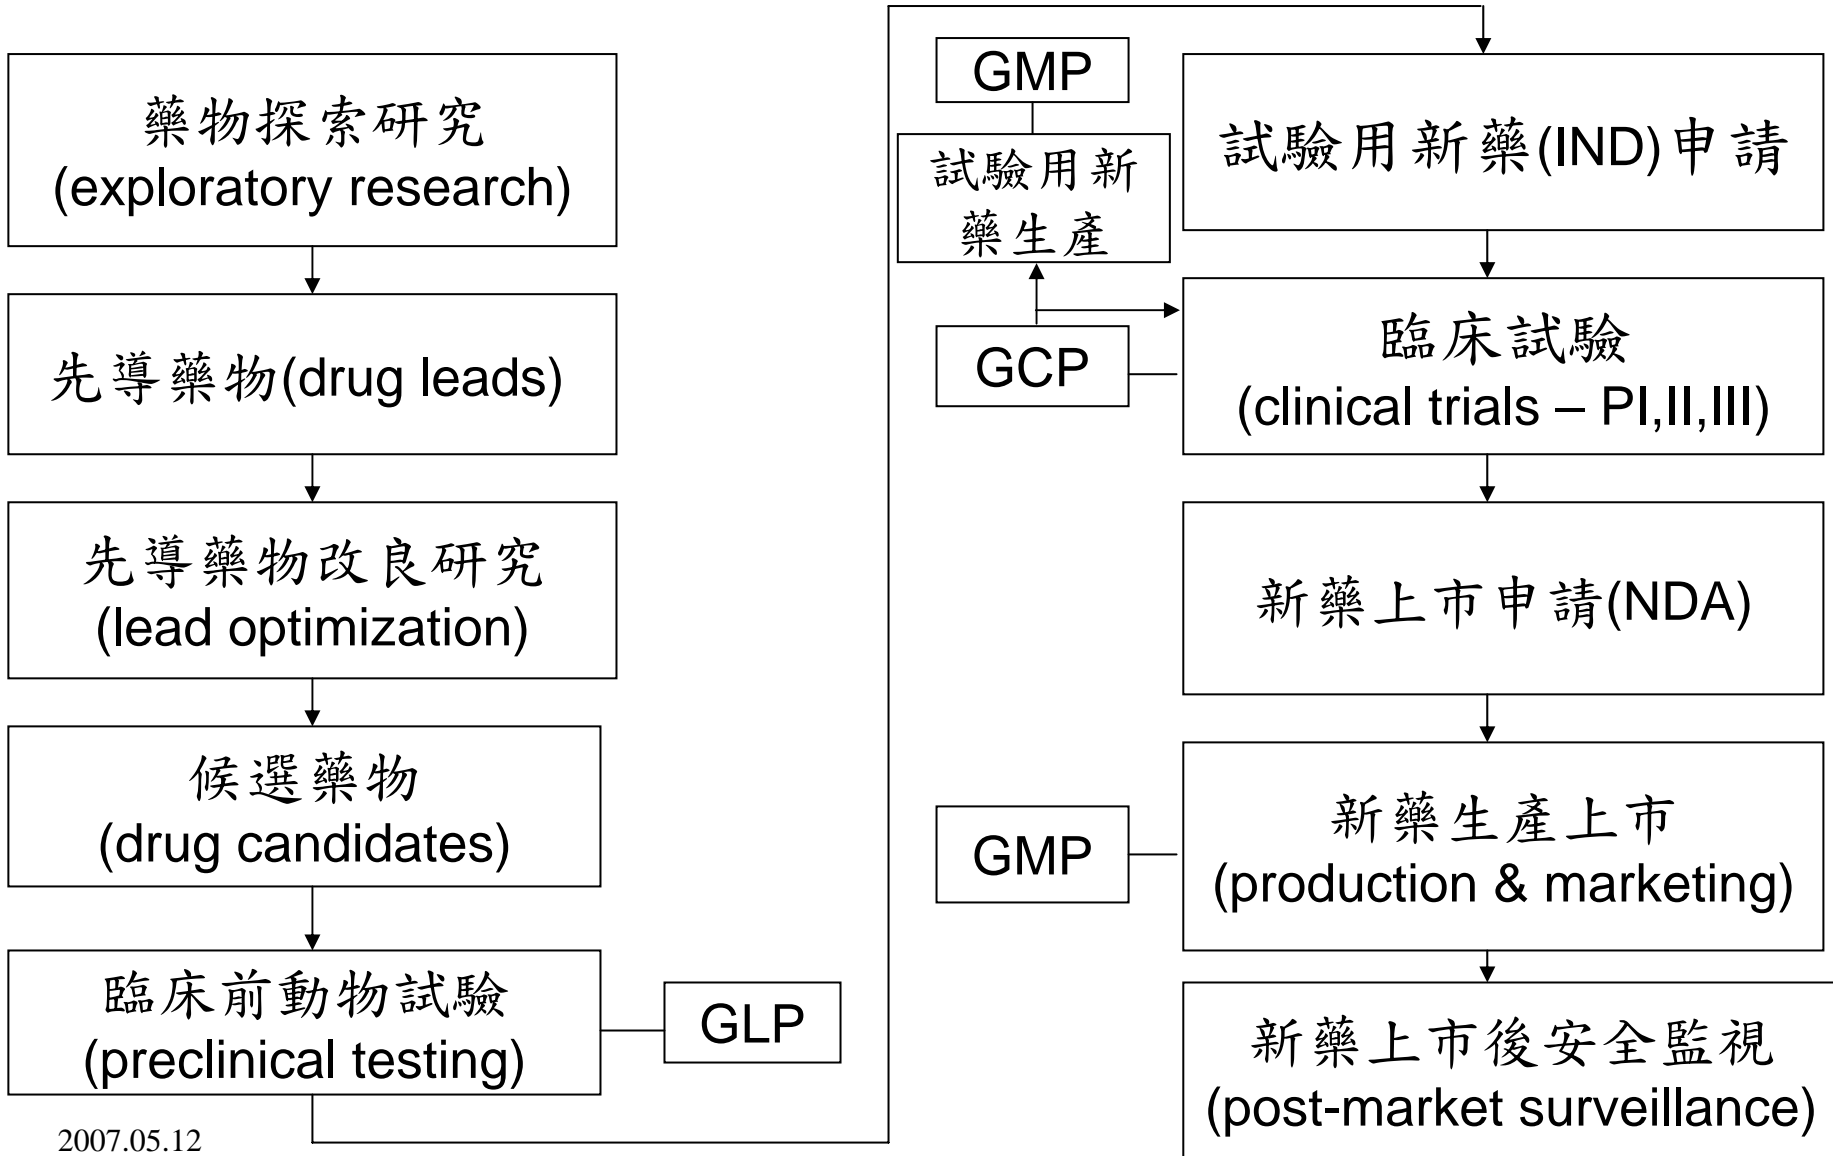 藥物探索研究
(exploratory research)
先導藥物(drug leads)
先導藥物改良研究
(lead optimization)
候選藥物
(drug candidates)
臨床前動物試驗
(preclinical testing)
GLP
2007.05.12
GMP
試驗用新
藥生產
GCP
試驗用新藥(IND)申請
臨床試驗
(clinical trials – PI,II,III)
新藥上市申請(NDA)
GMP
新藥生產上市
(production & marketing)
新藥上市後安全監視
(post-market surveillance)